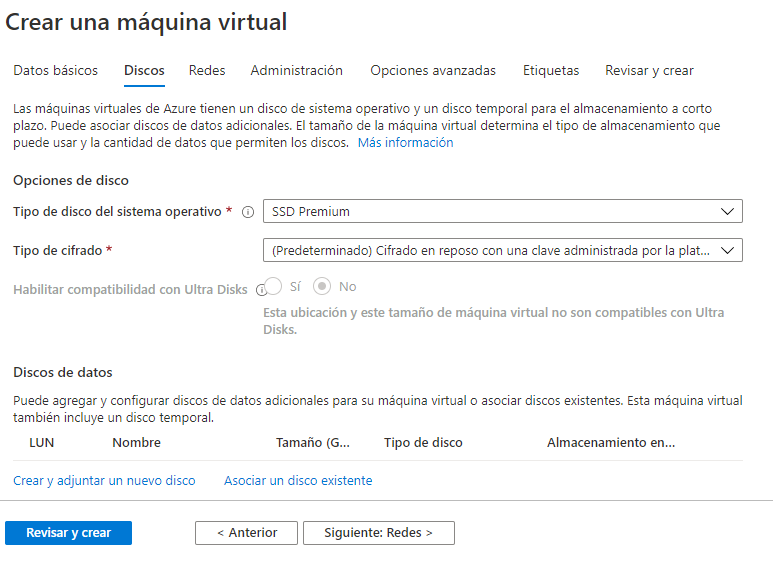 Crear una máquina virtual
Datos básicos Discos Redes Administración Opciones avanzadas Etiquetas Revisar y crear
Las máquinas virtuales de Azure tienen un disco de sistema operativo y un disco temporal para el almacenamiento a corto
plazo. Puede asociar discos de datos adicionales. El tamaño de la máquina virtual determina el tipo de almacenamiento que
puede usar y la cantidad de datos que permiten los discos. Más información
Opciones de disco
Tipo de disco del sistema operativo * SSD Premium
Tipo de cifrado * (Predeterminado) Cifrado en reposo con una clave administrada por la plat...
Habilitar compatibilidad con Ultra Disks Sí No
Esta ubicación y este tamaño de máquina virtual no son compatibles con Ultra
Disks.
Discos de datos
Puede agregar y configurar discos de datos adicionales para su máquina virtual o asociar discos existentes. Esta máquina virtual
también incluye un disco temporal.
LUN Nombre Tamaño (G... Tipo de disco Almacenamiento en...
Crear y adjuntar un nuevo disco Asociar un disco existente
Revisar y crear < Anterior Siguiente: Redes >